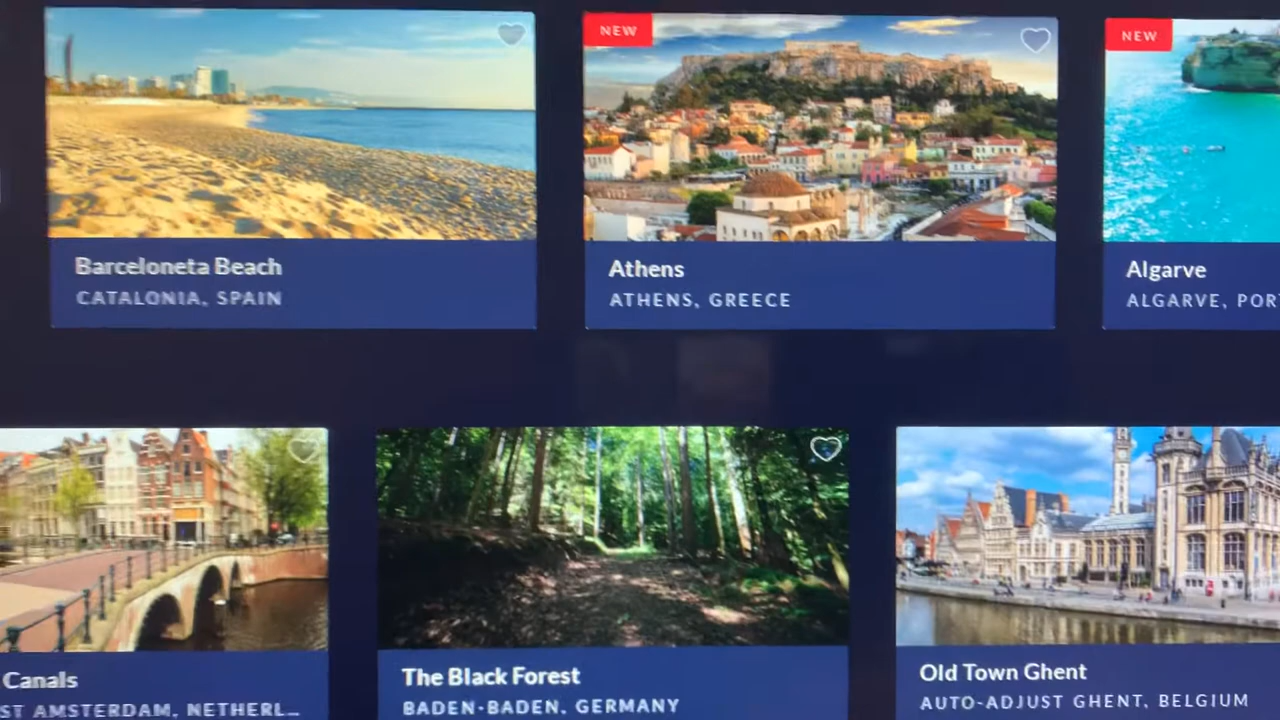 Barceloneta Beach
CATALONIA, SPAIN
NEW
Athens
ATHENS, GREECE
NEW
Algarve
ALGARVE, POR
Canals
ST AMSTERDAM, NETHERL...
The Black Forest
BADEN-BADEN, GERMANY
Old Town Ghent
AUTO-ADJUST GHENT, BELGIUM